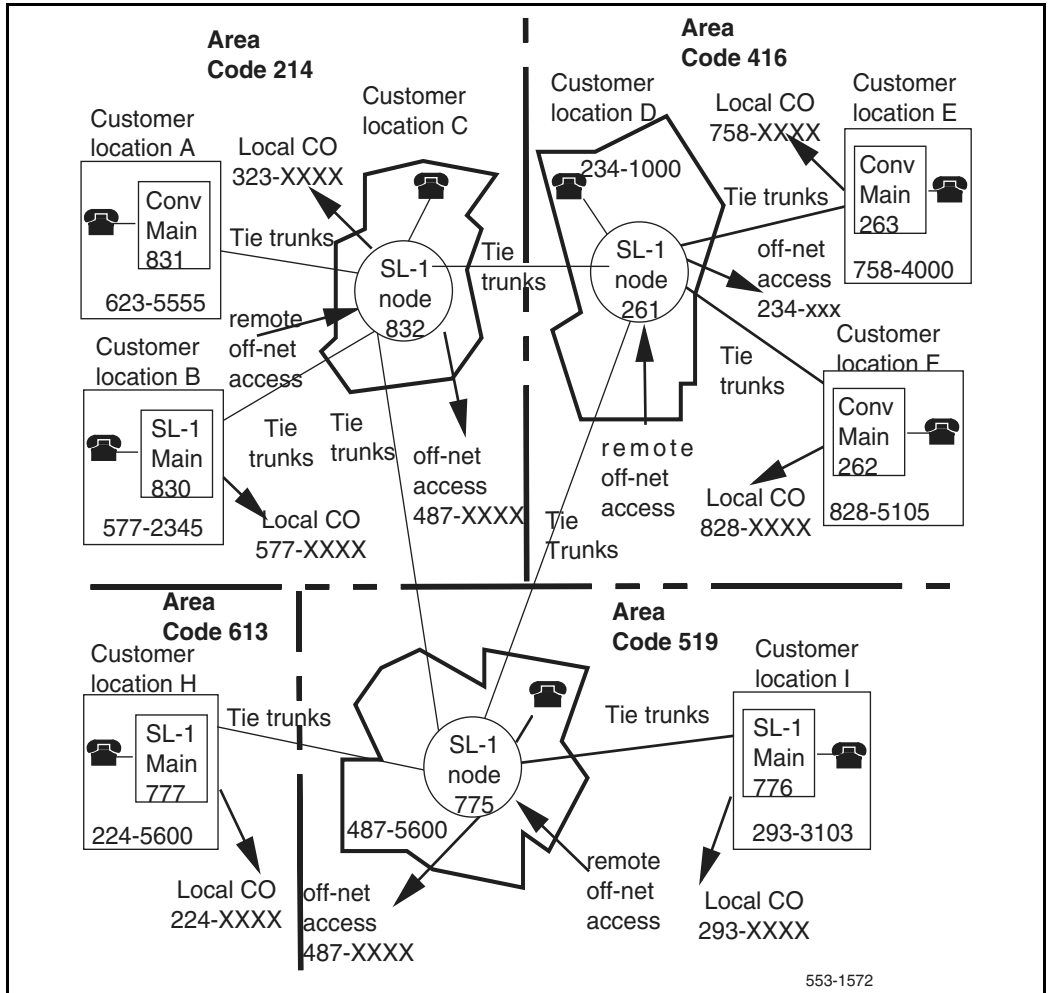 Area
Code 214
Area
Code 416
Customer
location A
Conv
Main
831
623-5555
Local CO
323-XXXX
Customer
location C
Tie trunks
SL-1
node
832
Tie
trunks
remote
off-net
access
Customer
location B
SL-1
Main
830
577-2345
Tie
trunks
Tie
trunks
Local CO
577-XXXX
off-net
access
487-XXXX
Customer
location D
234-1000
SL-1
node
261
Local CO
758-XXXX
Customer
location E
Conv
Main
263
758-4000
Tie trunks
off-net
access
234-xxx
Tie
trunks
Customer
location F
Conv
Main
262
828-5105
remote
off-net
access
Local CO
828-XXXX
Tie
Trunks
Area
Code 613
Area
Code 519
Customer
location H
SL-1
Main
777
224-5600
Tie trunks
Local CO
224-XXXX
SL-1
node
775
487-5600
off-net
access
487-XXXX
remote
off-net
access
Tie trunks
Customer
location I
SL-1
Main
776
293-3103
Local CO
293-XXXX
553-1572